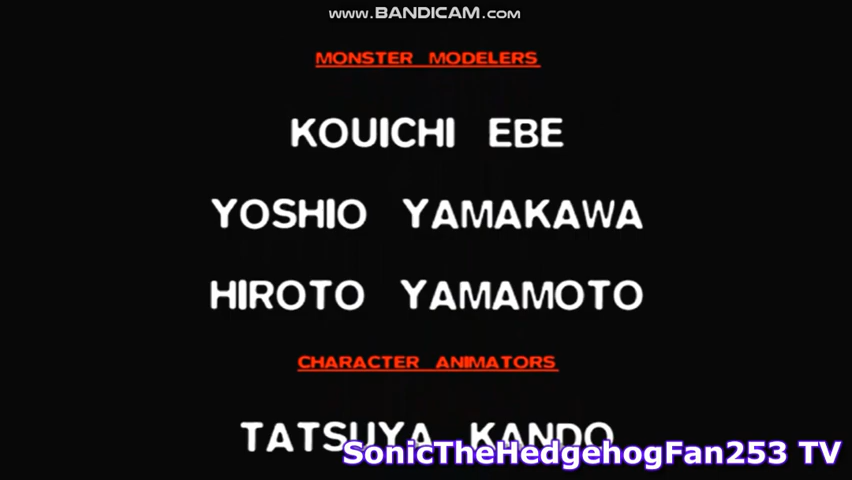 www.BANDICAM.com
MONSTER MODELERS
KOUICHI EBE
YOSHIO YAMAKAWA
HIROTO YAMAMOTO
CHARACTER ANIMATORS
TATSUYA KANDO
SonicTheHedgehogFan253 TV